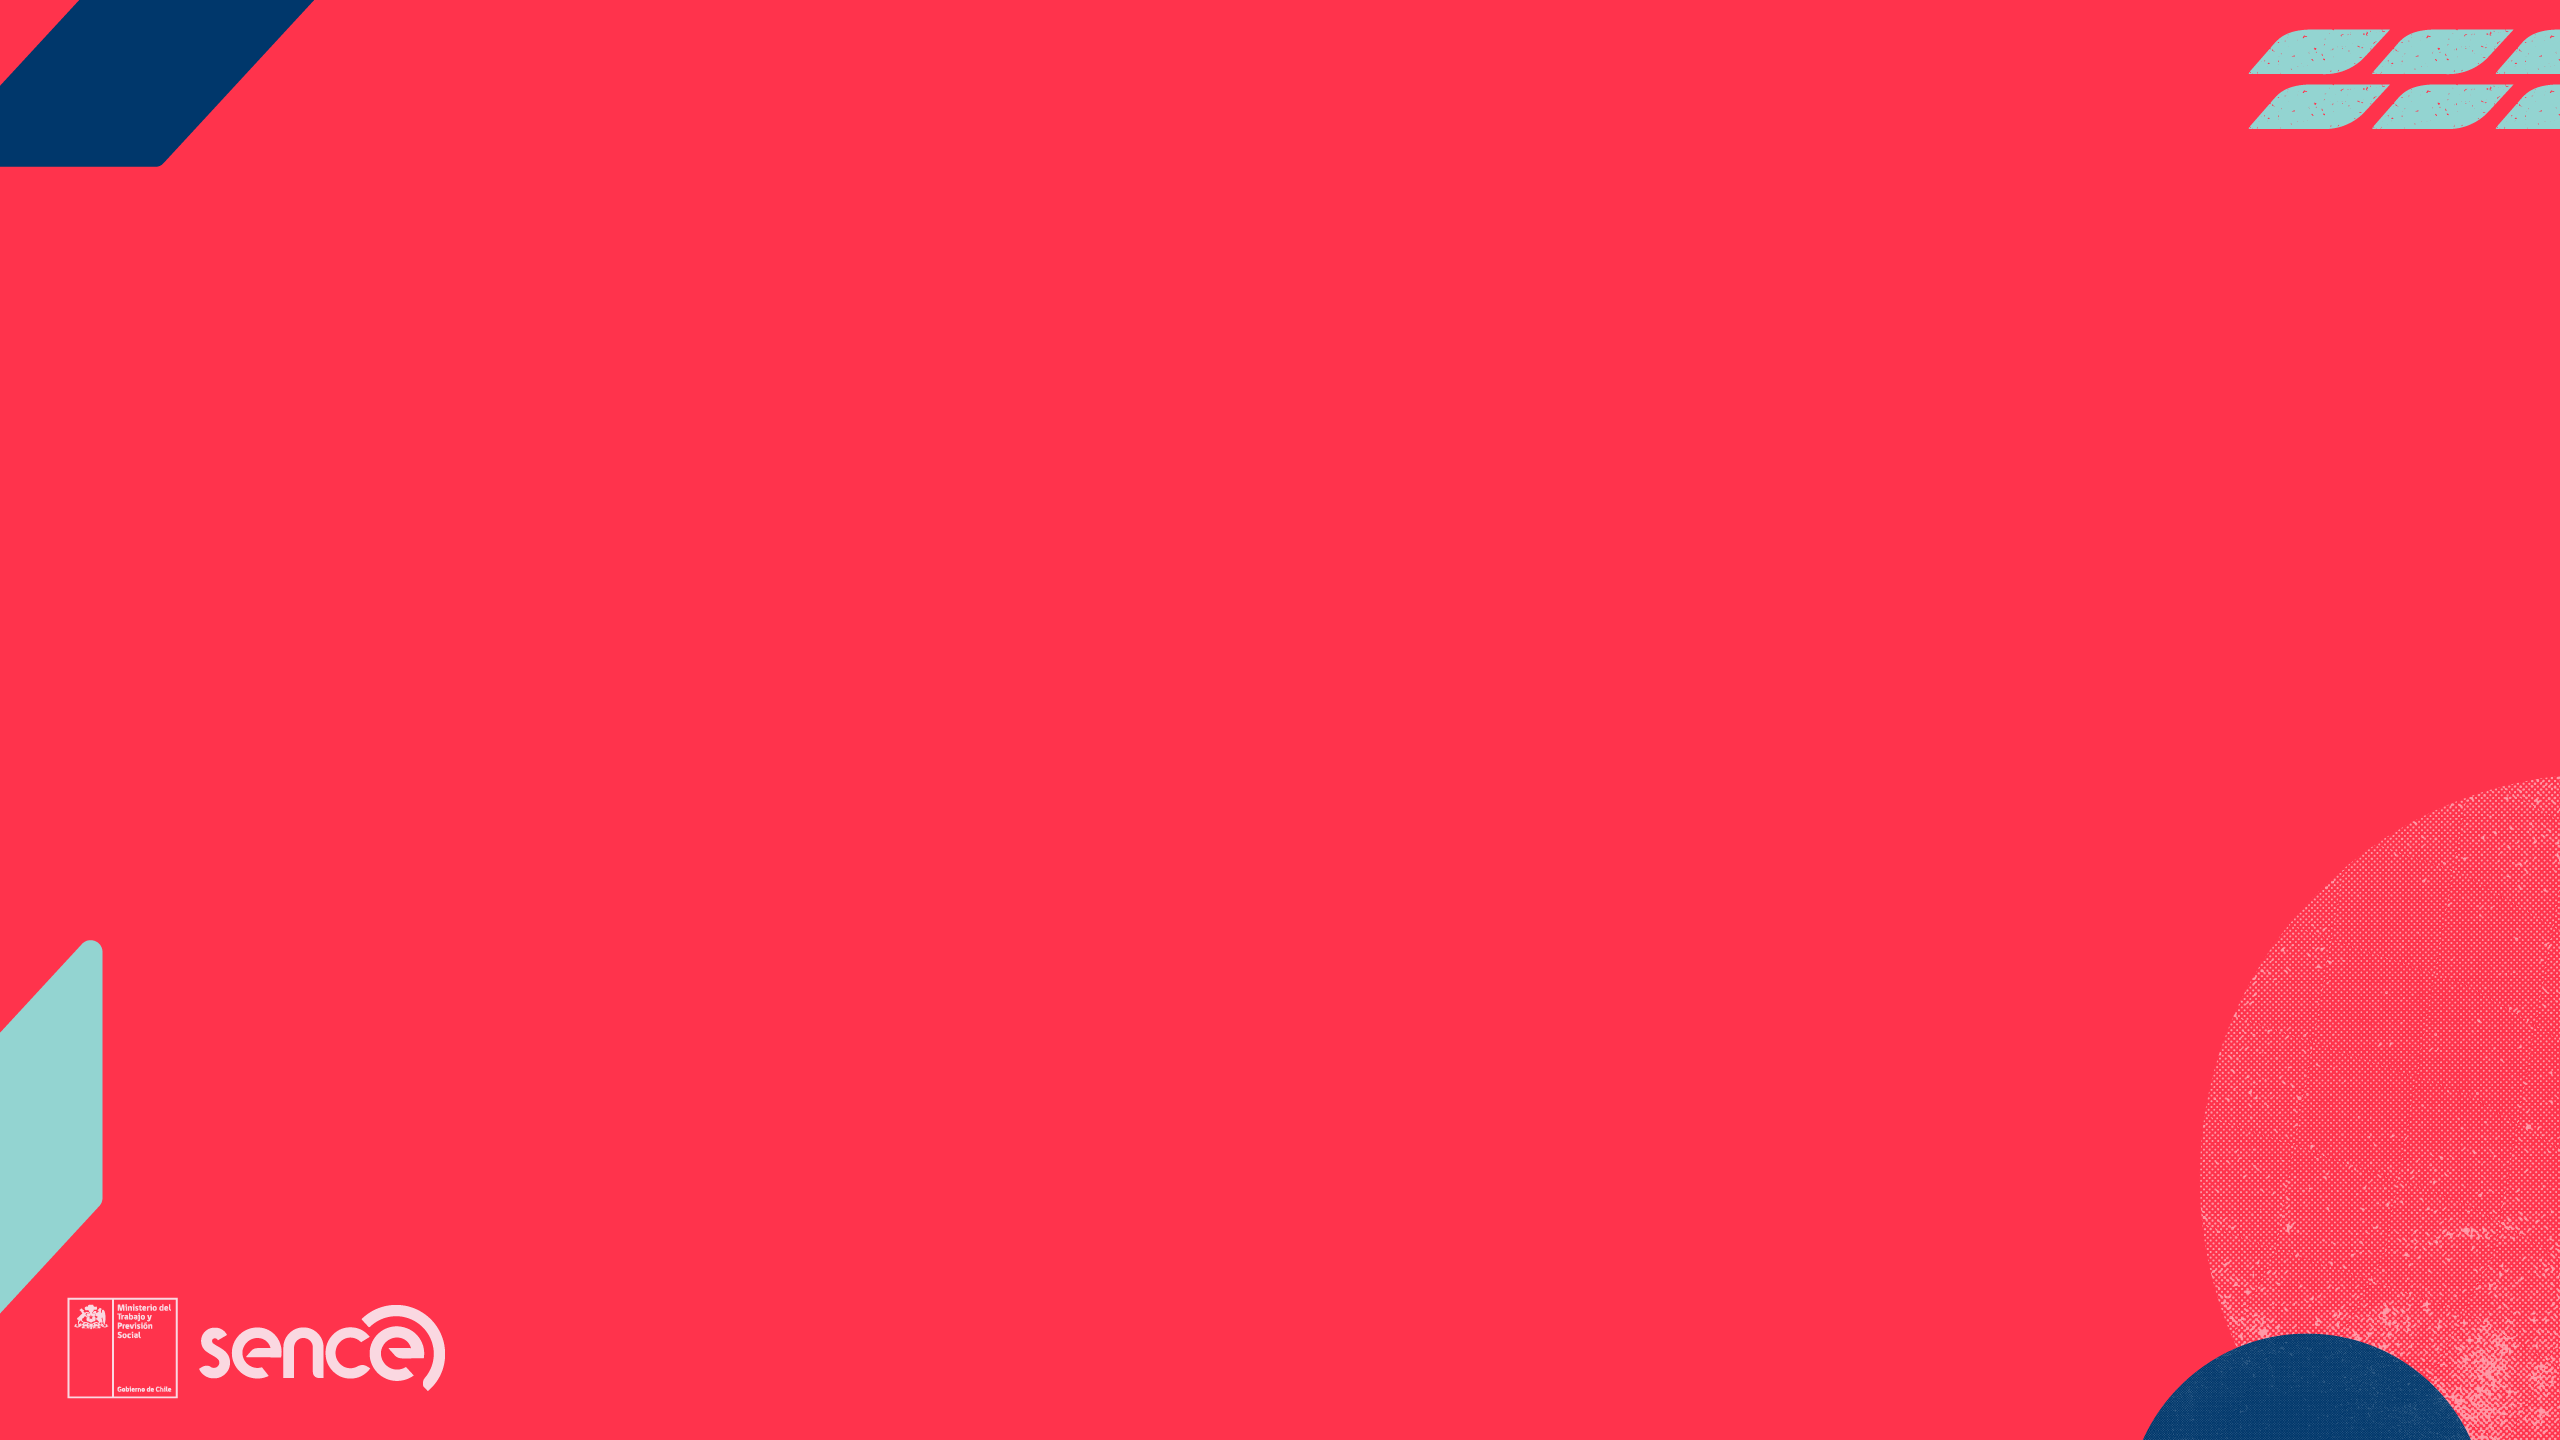 Ministerio del
Trabajo y
Previsión
Social
Gobierno de Chile
sence